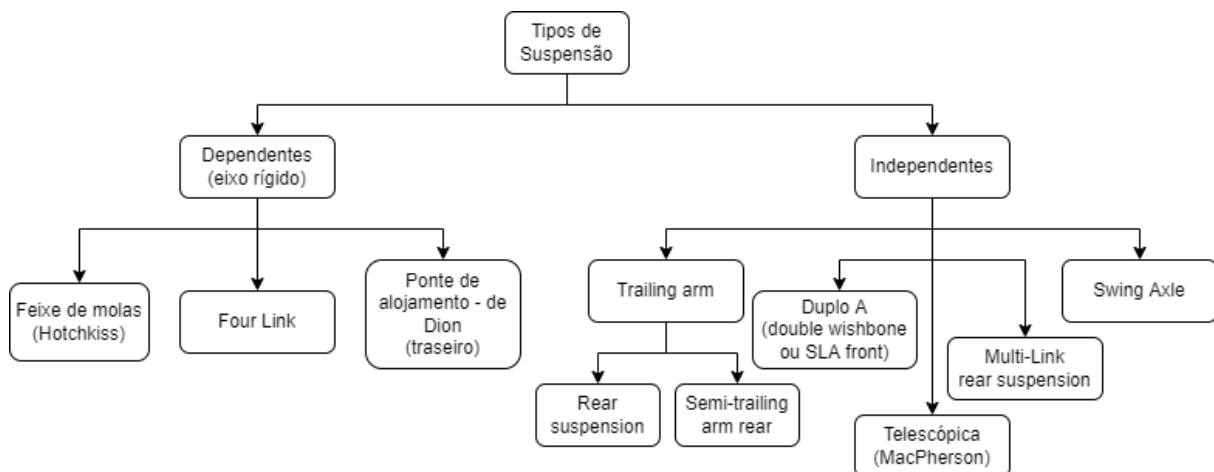 Tipos de
Suspensão
Dependentes
(eixo rígido)
Independentes
Feixe de molas
(Hotchkiss)
Four Link
Ponte de
alojamento - de
Dion
(traseiro)
Trailing arm
Duplo A
(double wishbone
ou SLA front)
Swing Axle
Multi-Link
rear suspension
Rear
suspension
Semi-trailing
arm rear
Telescópica
(MacPherson)